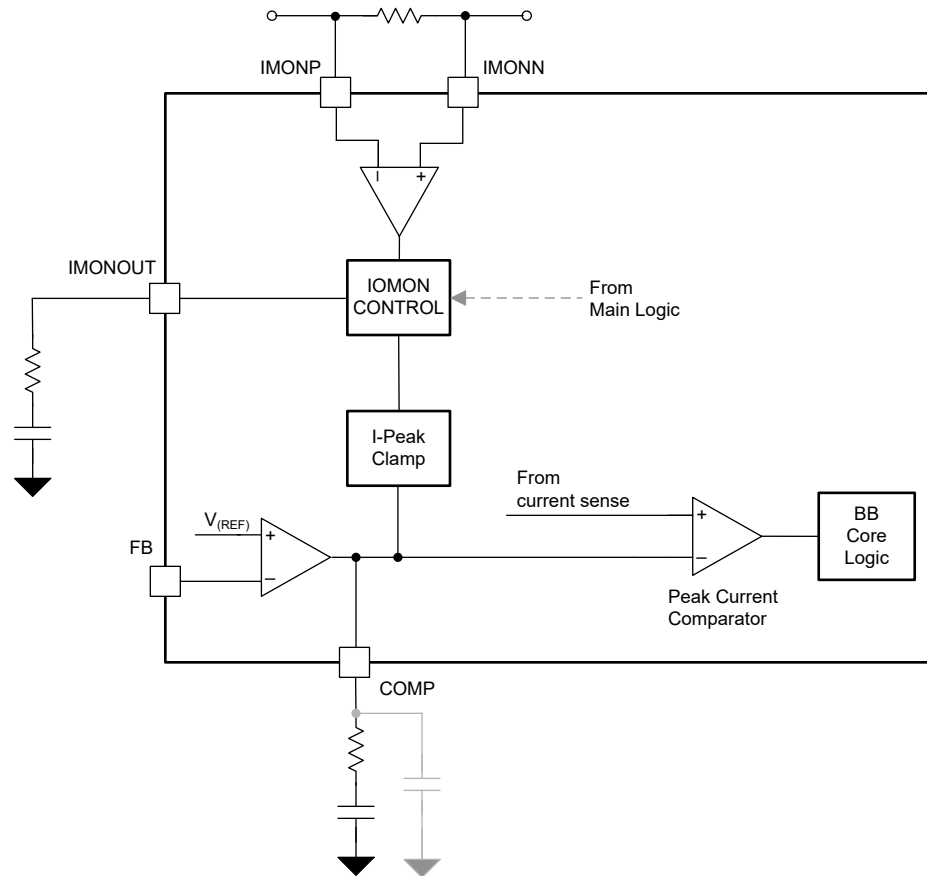 IMONP
IMONN
I
+
IMONOUT
IOMON
CONTROL
From
Main Logic
I-Peak
Clamp
From
current sense
V(REF)
+
FB
−
+
−
BB
Core
Logic
Peak Current
Comparator
COMP